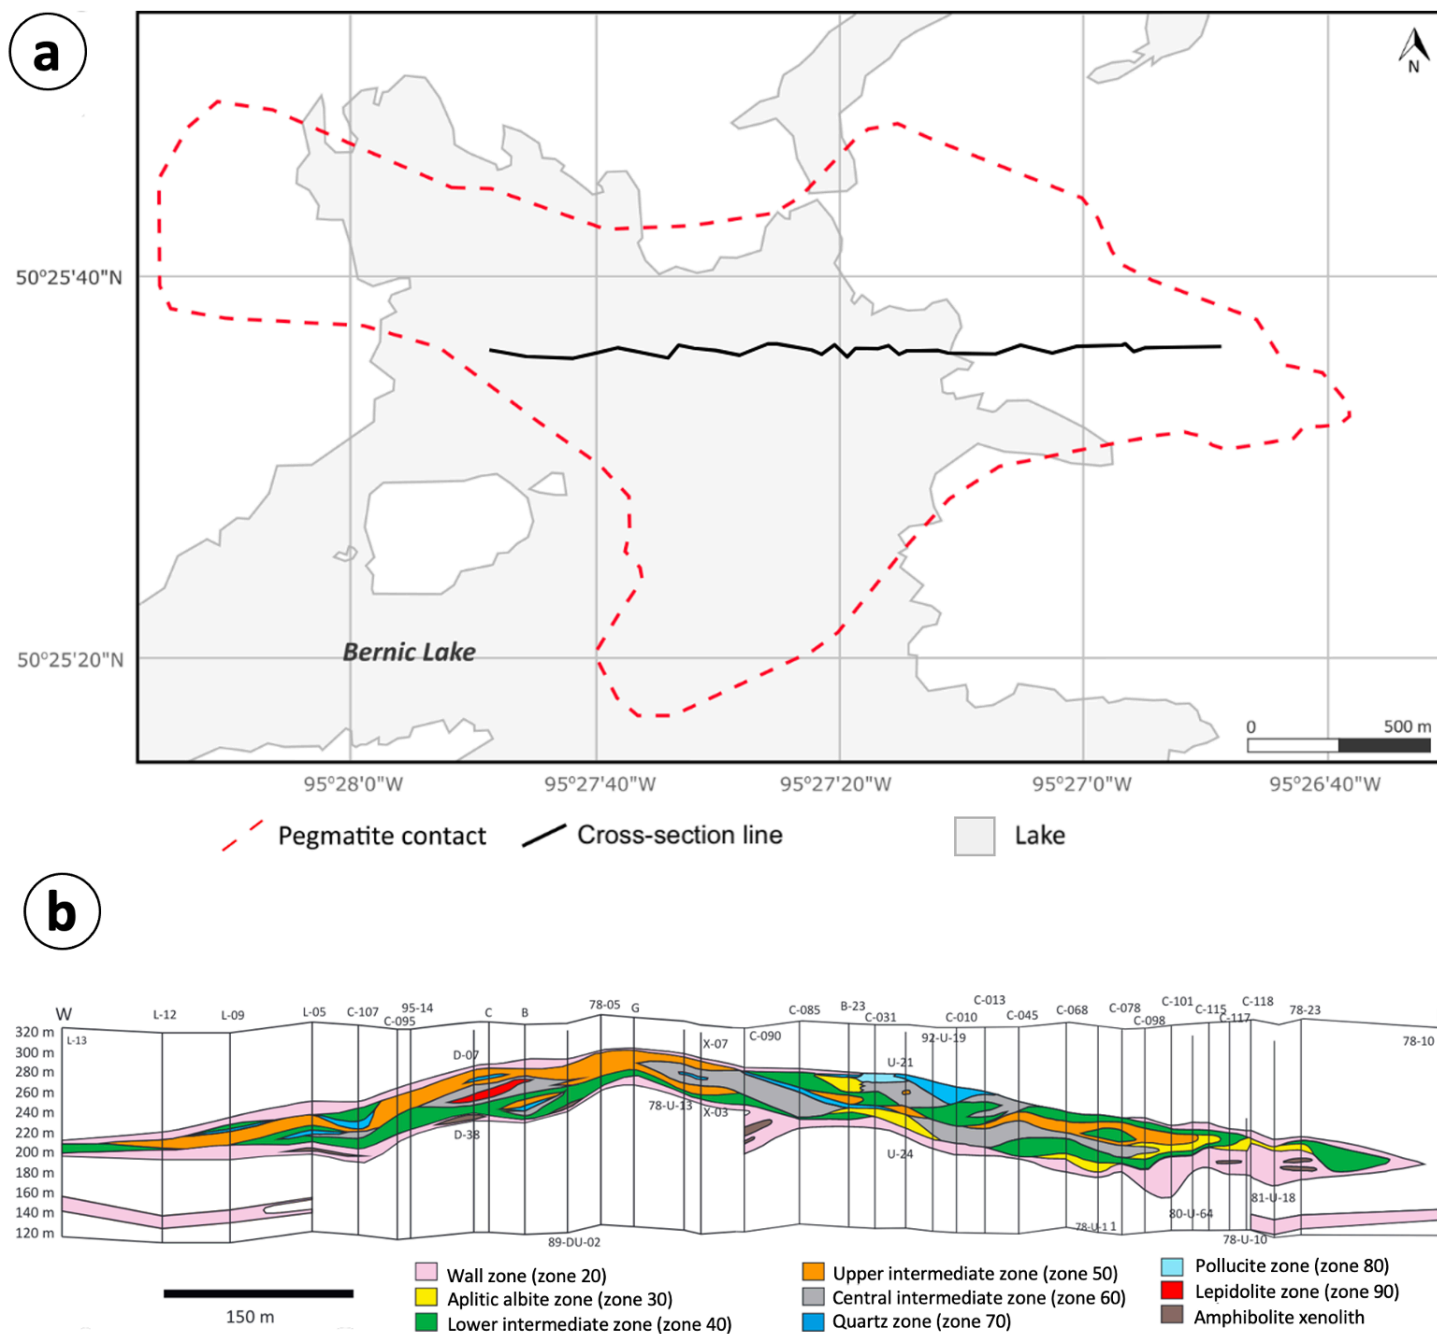 a
N
50°25'40"N
50°25'20"N
Bernic Lake
0 500 m
95°28'0"W 95°27'40"W 95°27'20"W 95°27'0"W 95°26'40"W
Pegmatite contact Cross-section line Lake
b
W L-12 L-09 L-05 C-107 C-095 95-14 C B 78-05 G C-085 B-23 C-031 C-013 C-010 C-045 C-068 C-078 C-098 C-101 C-115 C-117 C-118 78-23
L-13 D-07 X-07 C-090 92-U-19 78-10
U-21
78-U-13 X-03
D-38 U-24
81-U-18
80-U-64
78-U-11
89-DU-02 78-U-10
320 m
300 m
280 m
260 m
240 m
220 m
200 m
180 m
160 m
140 m
120 m
150 m
Wall zone (zone 20)
Aplitic albite zone (zone 30)
Lower intermediate zone (zone 40)
Upper intermediate zone (zone 50)
Central intermediate zone (zone 60)
Quartz zone (zone 70)
Pollucite zone (zone 80)
Lepidolite zone (zone 90)
Amphibolite xenolith